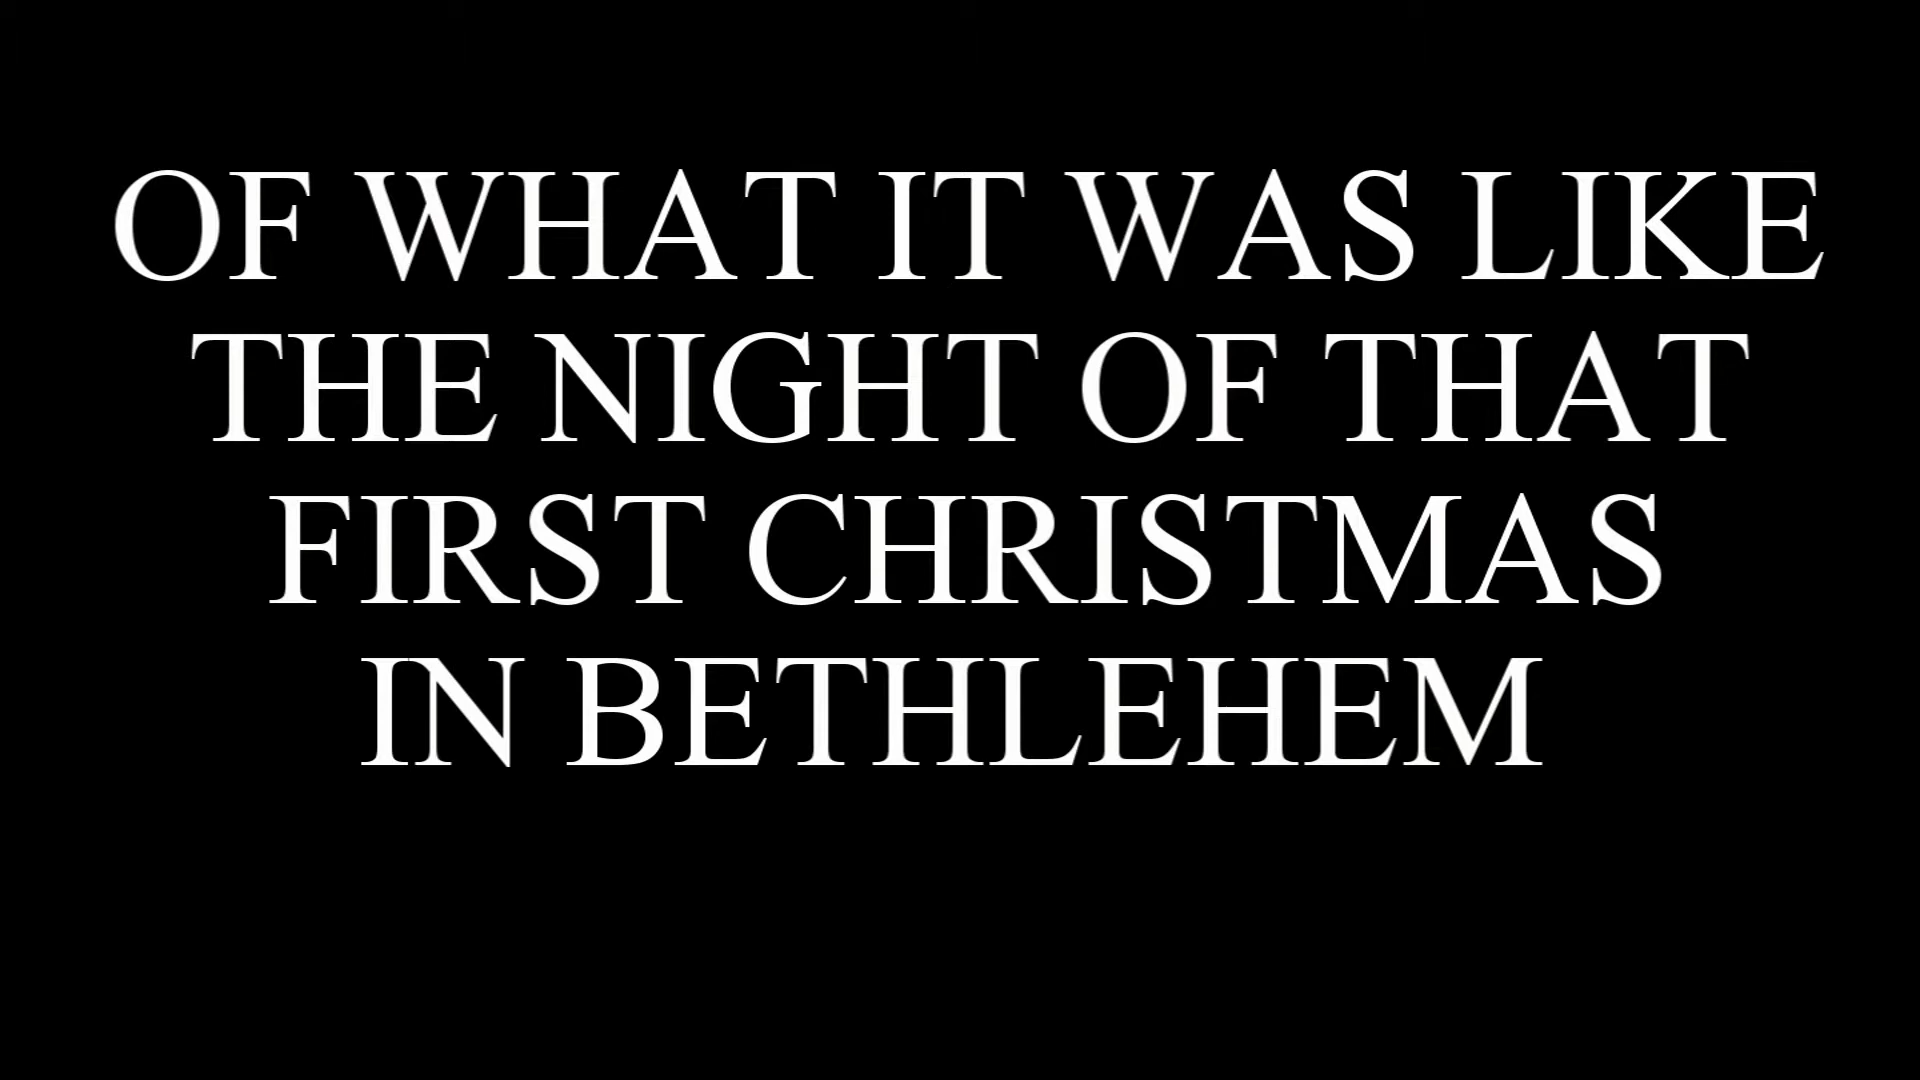 OF WHAT IT WAS LIKE
THE NIGHT OF THAT
FIRST CHRISTMAS
IN BETHLEHEM